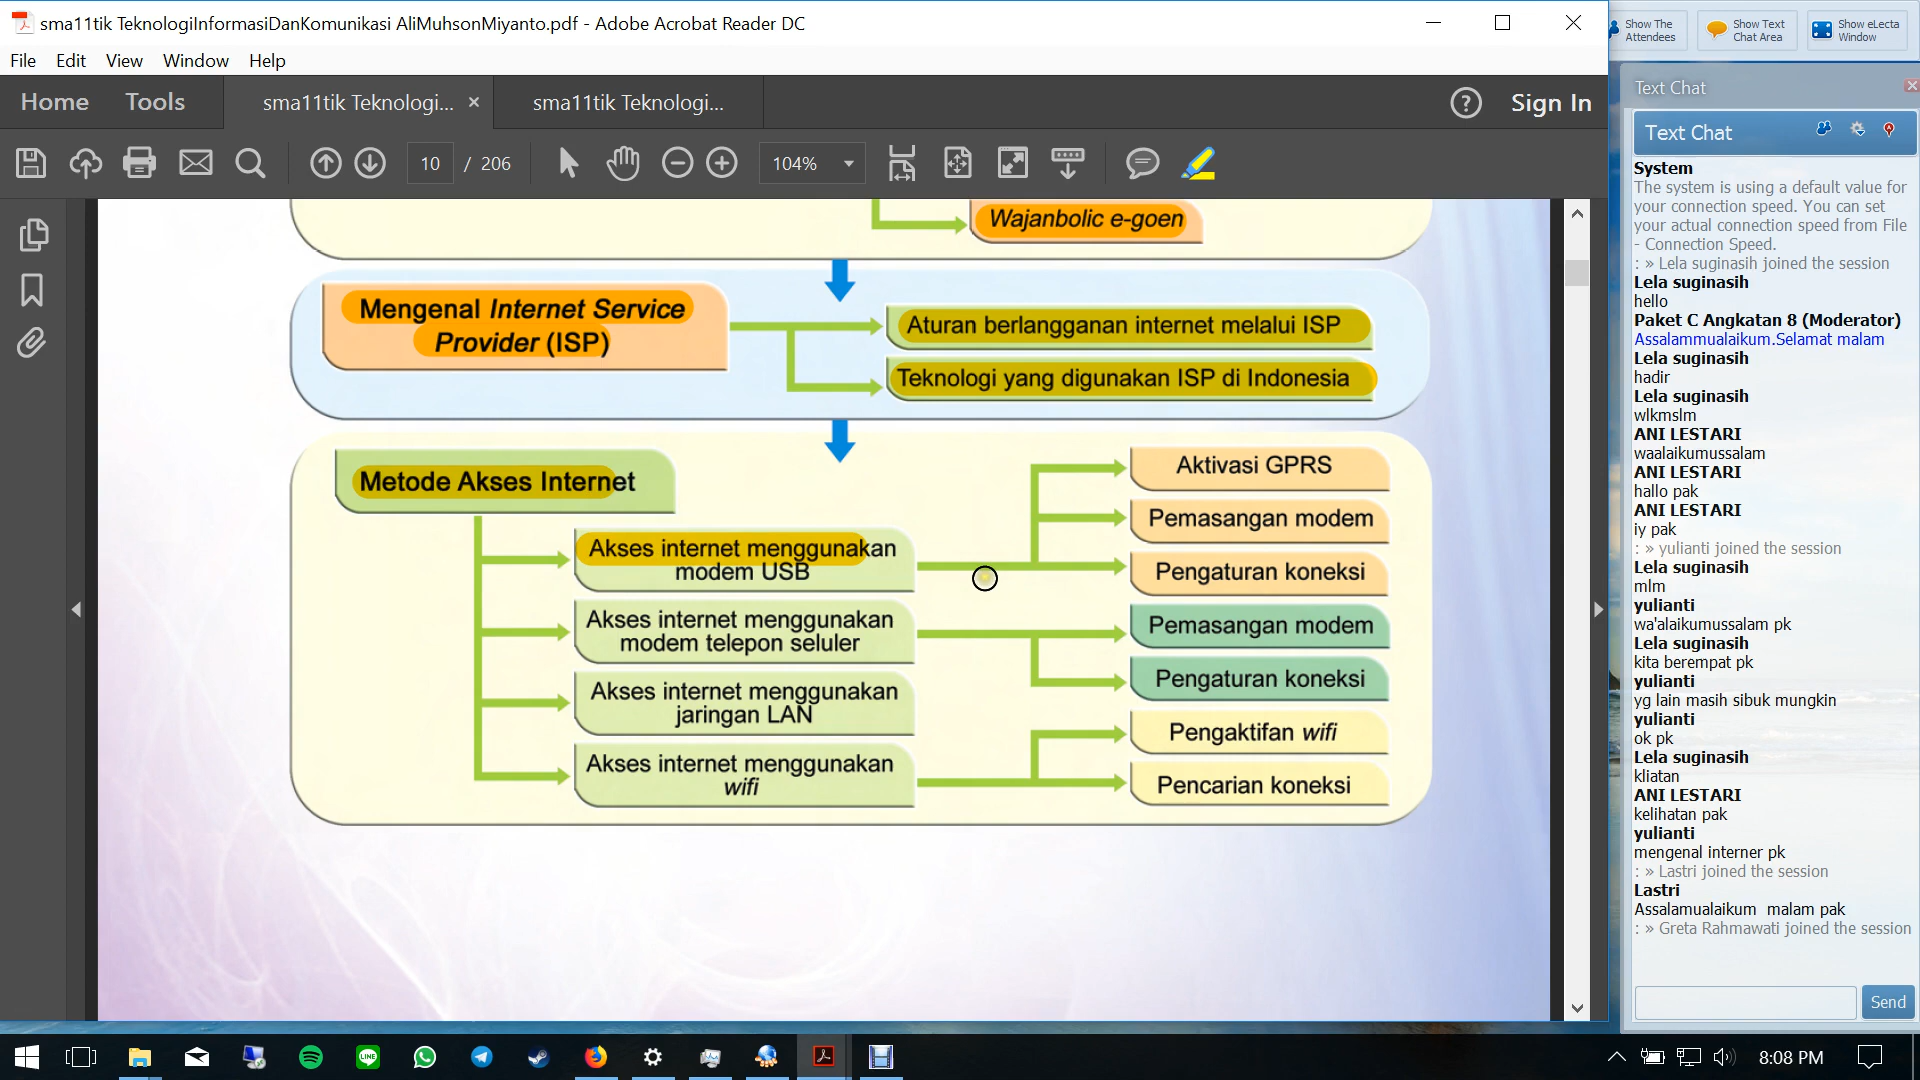 sma11tik TeknologiInformasiDanKomunikasi AliMuhsonMiyanto.pdf - Adobe Acrobat Reader DC
File Edit View Window Help
Home Tools sma11tik Teknologi... × sma11tik Teknologi... ? Sign In
10 / 206 104%
Wajanbolic e-goen
Mengenal Internet Service
Provider (ISP)
Aturan berlangganan internet melalui ISP
Teknologi yang digunakan ISP di Indonesia
Metode Akses Internet
Akses internet menggunakan
modem USB
Akses internet menggunakan
modem telepon seluler
Akses internet menggunakan
jaringan LAN
Akses internet menggunakan
wifi
Aktivasi GPRS
Pemasangan modem
Pengaturan koneksi
Pemasangan modem
Pengaturan koneksi
Pengaktifan wifi
Pencarian koneksi
Show The
Attendees
Show Text
Chat Area
Show eLecta
Window
Text Chat
Text Chat
System
The system is using a default value for
your connection speed. You can set
your actual connection speed from File
- Connection Speed.
: » Lela suginasih joined the session
Lela suginasih
hello
Paket C Angkatan 8 (Moderator)
Assalammualaikum.Selamat malam
Lela suginasih
hadir
Lela suginasih
wlkmslm
ANI LESTARI
waalaikumussalam
ANI LESTARI
hallo pak
ANI LESTARI
iy pak
: » yulianti joined the session
Lela suginasih
mlm
yulianti
wa'alaikumussalam pk
Lela suginasih
kita berempat pk
yulianti
yg lain masih sibuk mungkin
yulianti
ok pk
Lela suginasih
kliatan
ANI LESTARI
kelihatan pak
yulianti
mengenal interner pk
: » Lastri joined the session
Lastri
Assalamualaikum  malam pak
: » Greta Rahmawati joined the session
Send
LINE
8:08 PM